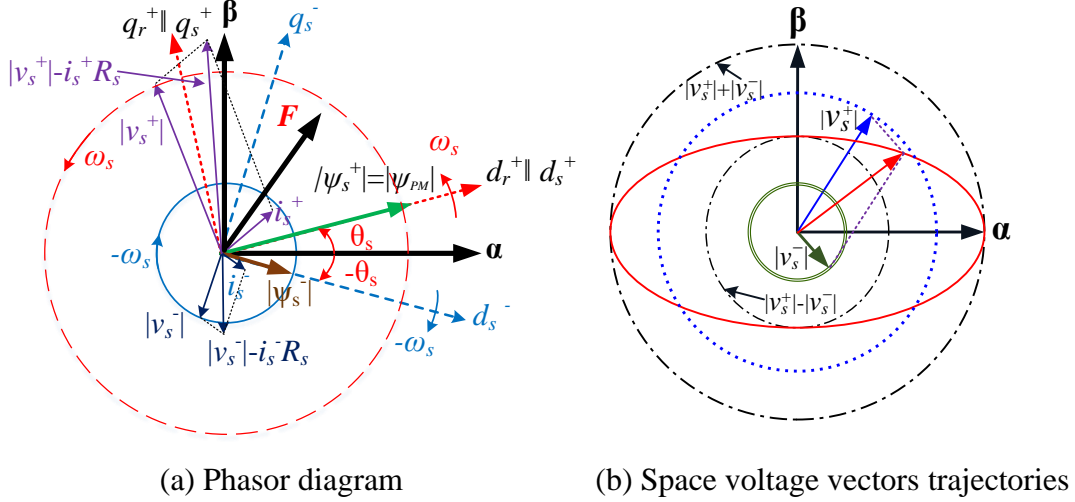 q_r^+ ∥ q_s^+
β
q_s^-
|v_s^+|-i_s^+R_s
|v_s^+|
F
ω_s
ω_s
|ψ_s^+|=|ψ_PM|
d_r^+ ∥ d_s^+
i_s^+
θ_s
α
-ω_s
-θ_s
i_s^-
|ψ_s^-|
|v_s^-|
d_s^-
-ω_s
|v_s^-|-i_s^-R_s
(a) Phasor diagram
β
|v_s^+|+|v_s^-|
|v_s^+|
α
|v_s^-|
|v_s^+|-|v_s^-|
(b) Space voltage vectors trajectories